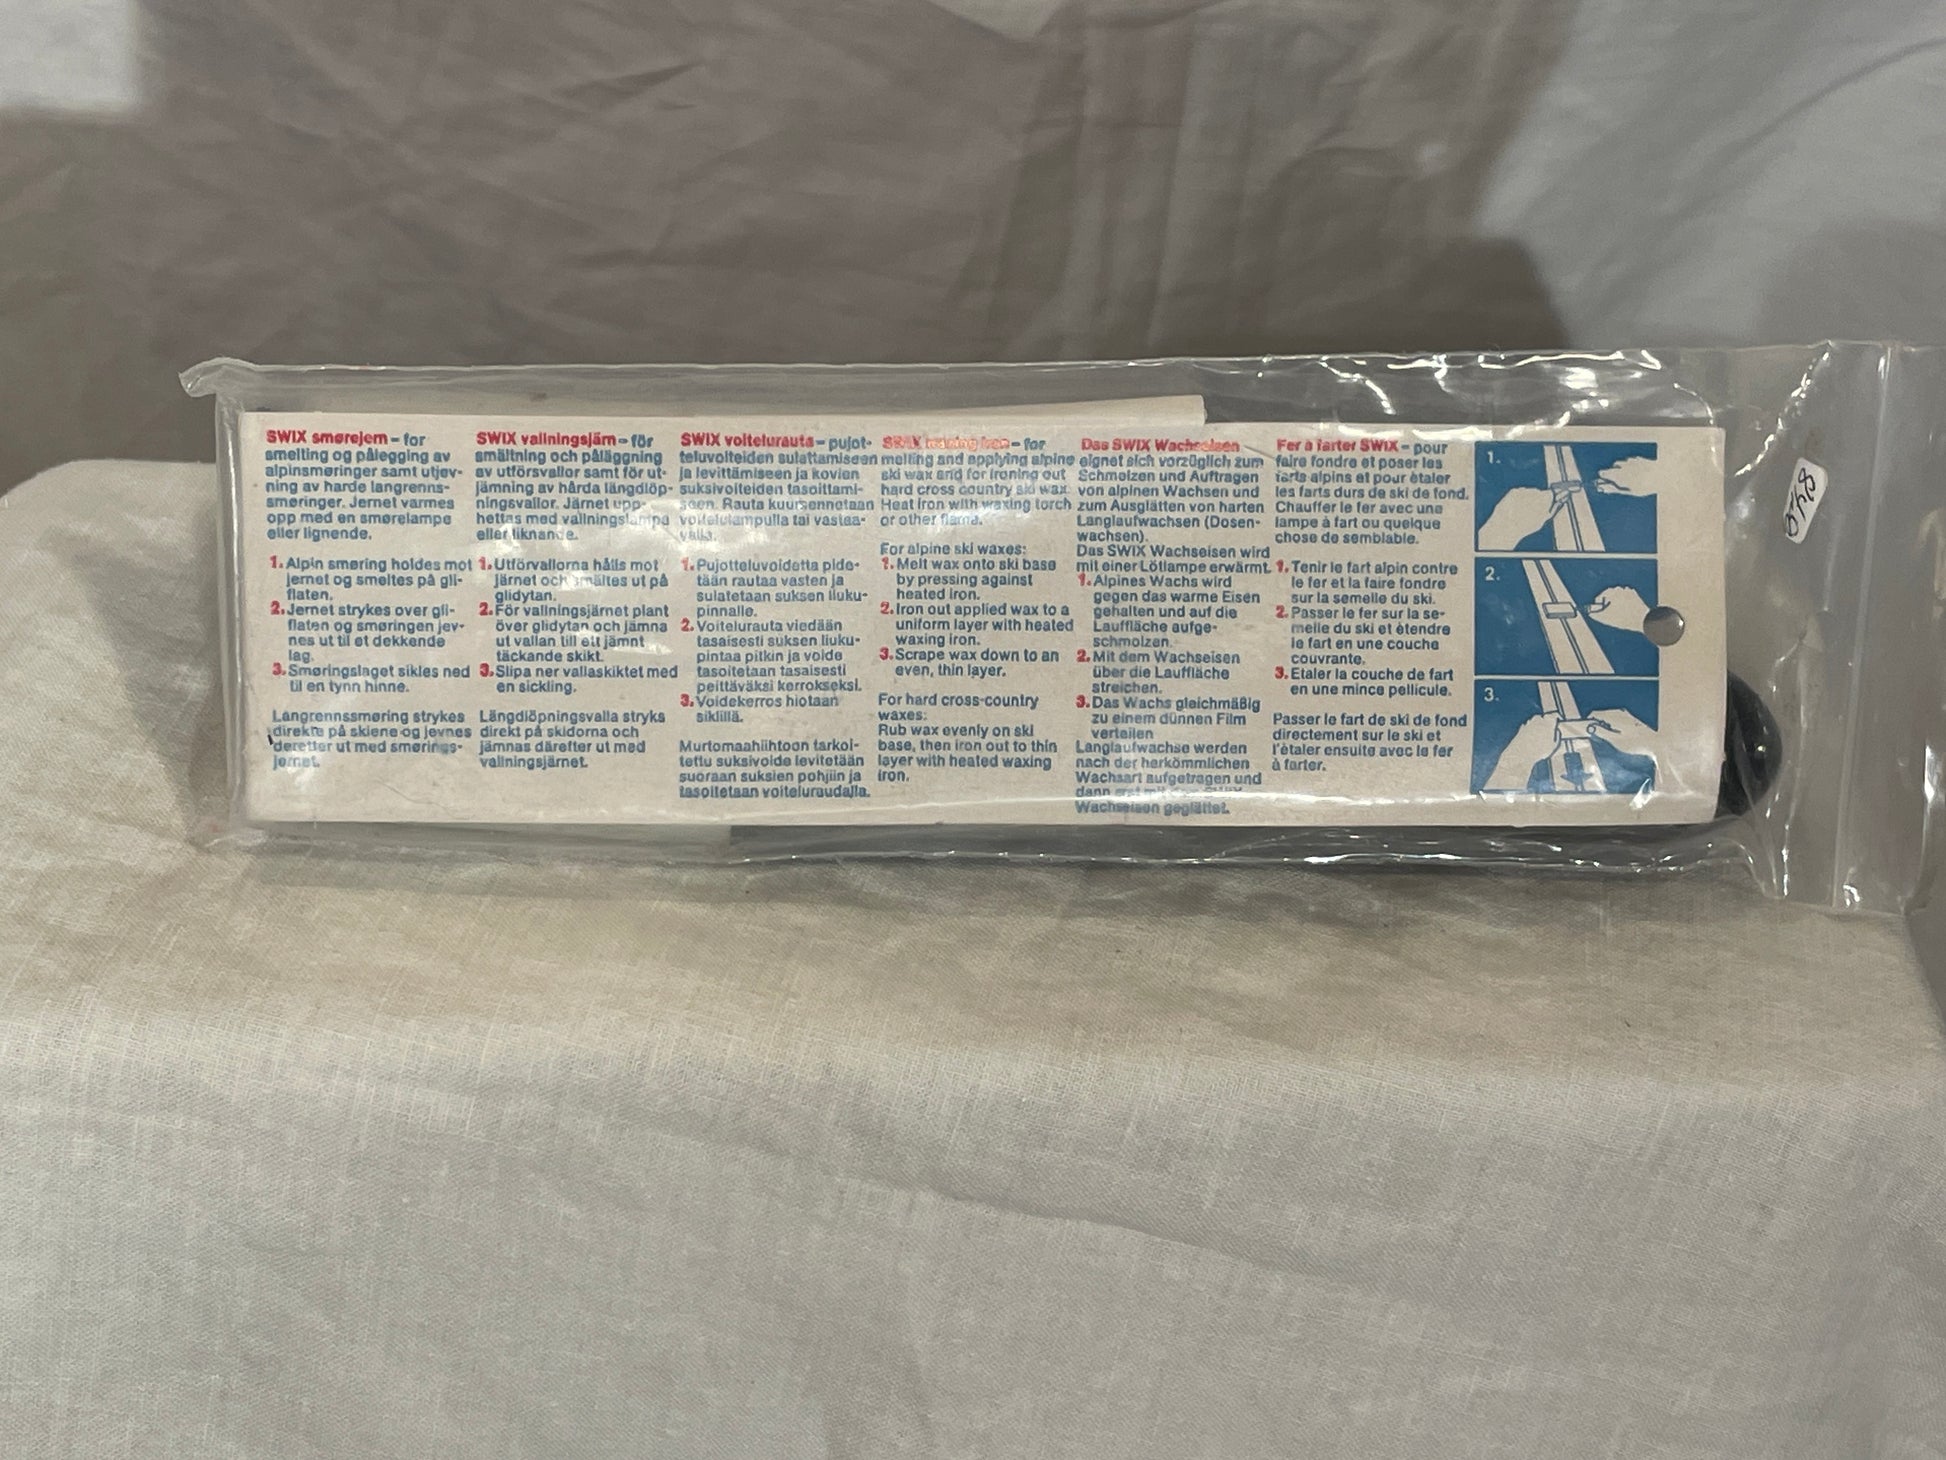 SWIX smørejern – for
smelting og pålegging av
alpinsmøringer samt utjev-
ning av harde langrenns-
smøringer. Jernet varmes
opp med en smørelampe
eller lignende.
1. Alpin smøring holdes mot
jernet og smeltes på gli-
flaten.
2. Jernet strykes over gli-
flaten og smøringen jev-
nes ut til et dekkende
lag.
3. Smøringslaget sikles ned
til en tynn hinne.
Langrennssmøring strykes
direkte på skiene og jevnes
deretter ut med smørings-
jernet.
SWIX vallningsjärn – för
smältning och påläggning
av utförsvallor samt för ut-
jämning av hårda längdlöp-
ningsvallor. Järnet upp-
hettas med vallningslampa
eller liknande.
1. Utförvallorna hålls mot
järnet och smältes ut på
glidytan.
2. För vallningsjärnet plant
över glidytan och jämna
ut vallan till ett jämnt
täckande skikt.
3. Slipa ner vallaskiktet med
en sickling.
Längdlöpningsvalla stryks
direkt på skidorna och
jämnas därefter ut med
vallningsjärnet.
SWIX voitelurauta – pujot-
teluvoiteiden sulattamiseen
ja levittämiseen ja kovien
suksivoiteiden tasoittami-
seen. Rauta kuumennetaan
voitelulampulla tai vastaa-
valla.
1. Pujotteluvoidetta pide-
tään rautaa vasten ja
sulatetaan suksen liuku-
pinnalle.
2. Voitelurauta viedään
tasaisesti suksen liuku-
pintaa pitkin ja voide
tasoitetaan tasaisesti
peittäväksi kerrokseksi.
3. Voidekerros hiotaan
siklillä.
Murtomaahiihtoon tarkoi-
tettu suksivoide levitetään
suoraan suksien pohjiin ja
tasoitetaan voiteluraudalla.
SWIX waxing iron – for
melting and applying alpine
ski wax and for ironing out
hard cross country ski wax.
Heat iron with waxing torch
or other flame.
For alpine ski waxes:
1. Melt wax onto ski base
by pressing against
heated iron.
2. Iron out applied wax to a
uniform layer with heated
waxing iron.
3. Scrape wax down to an
even, thin layer.
For hard cross-country
waxes:
Rub wax evenly on ski
base, then iron out to thin
layer with heated waxing
iron.
Das SWIX Wachseisen
eignet sich vorzüglich zum
Schmelzen und Auftragen
von alpinen Wachsen und
zum Ausglätten von harten
Langlaufwachsen (Dosen-
wachsen).
Das SWIX Wachseisen wird
mit einer Lötlampe erwärmt.
1. Alpines Wachs wird
gegen das warme Eisen
gehalten und auf die
Lauffläche aufge-
schmolzen.
2. Mit dem Wachseisen
über die Lauffläche
streichen.
3. Das Wachs gleichmäßig
zu einem dünnen Film
verteilen
Langlaufwachse werden
nach der herkömmlichen
Wachsart aufgetragen und
dann erst mit dem SWIX
Wachseisen geglättet.
Fer à farter SWIX – pour
faire fondre et poser les
farts alpins et pour ètaler
les farts durs de ski de fond.
Chauffer le fer avec une
lampe à fart ou quelque
chose de semblable.
1. Tenir le fart alpin contre
le fer et la faire fondre
sur la semelle du ski.
2. Passer le fer sur la se-
melle du ski et ètendre
le fart en une couche
couvrante.
3. Etaler la couche de fart
en une mince pellicule.
Passer le fart de ski de fond
directement sur le ski et
l'ètaler ensuite avec le fer
à farter.
1.
2.
3.